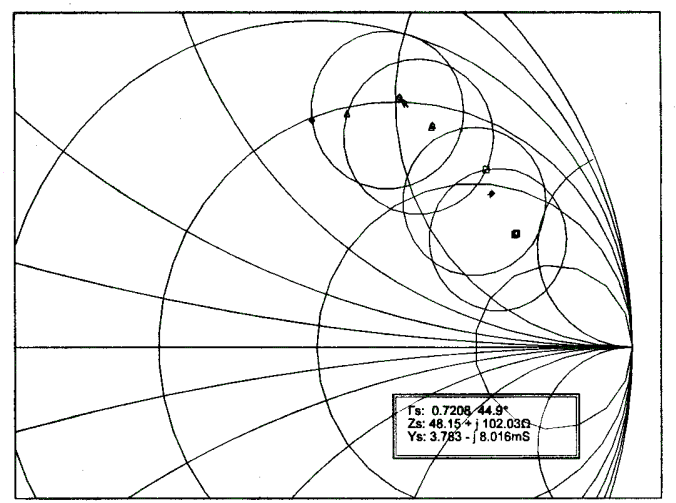 Γs: 0.7208 44.9°
Zs: 48.15 + j 102.03Ω
Ys: 3.783 - j 8.016mS